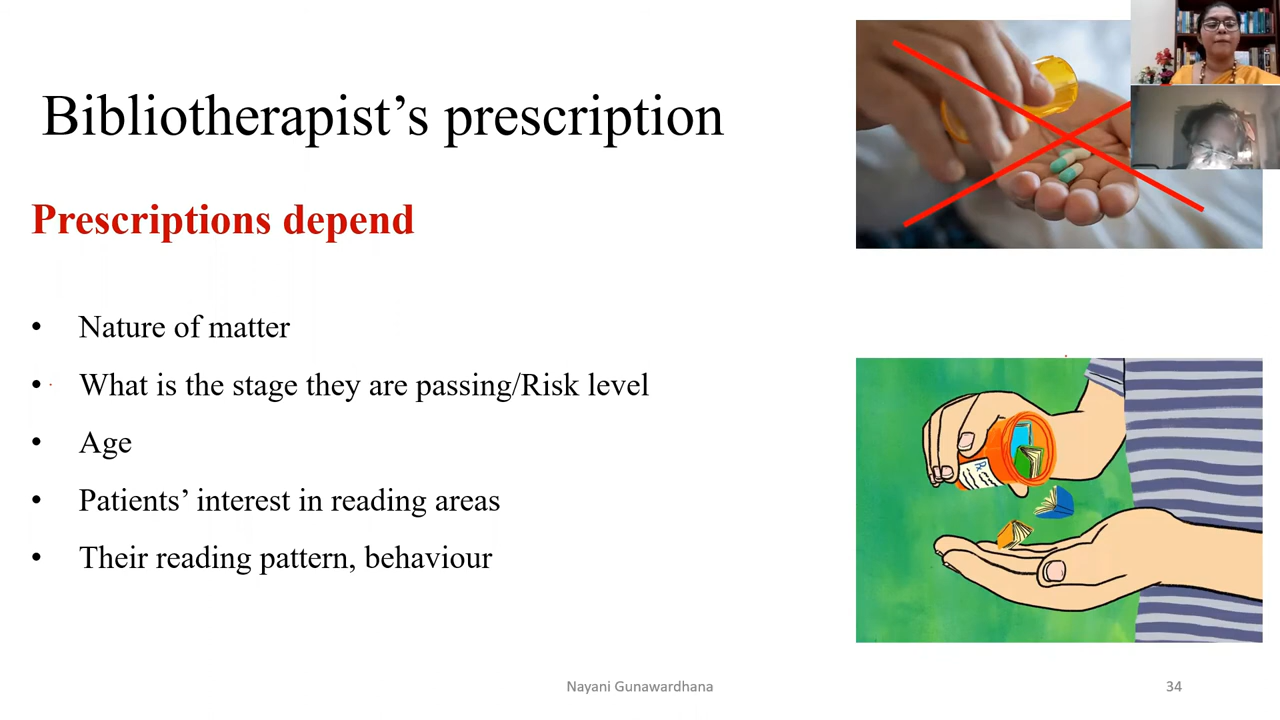 Bibliotherapist’s prescription
Prescriptions depend
• Nature of matter
• What is the stage they are passing/Risk level
• Age
• Patients’ interest in reading areas
• Their reading pattern, behaviour
Nayani Gunawardhana
34